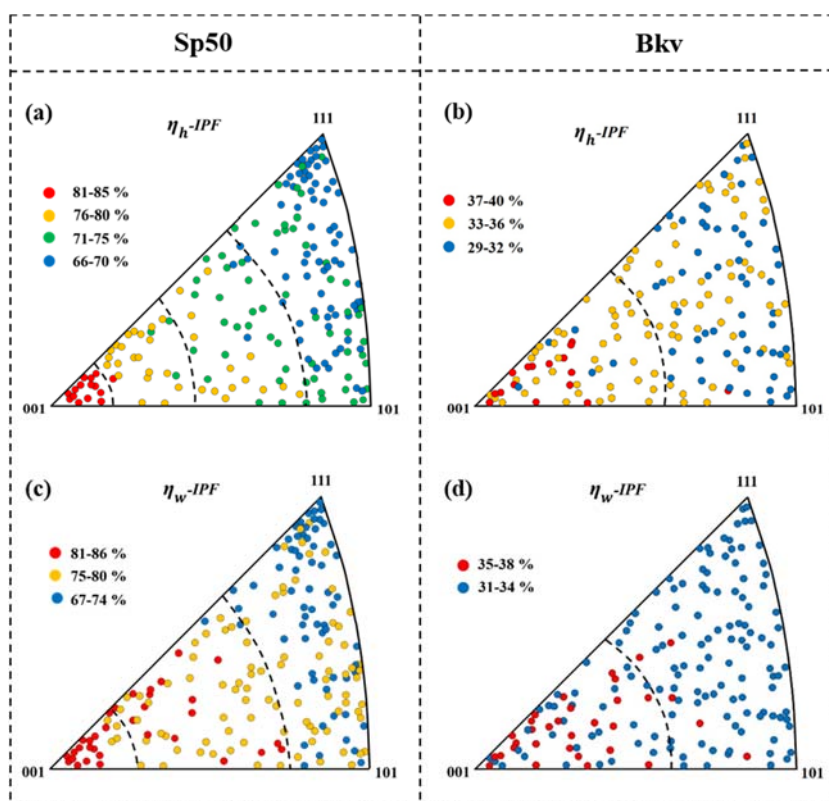 Sp50
Bkv
(a)
η_h-IPF
111
81-85 %
76-80 %
71-75 %
66-70 %
001
101
(b)
η_h-IPF
111
37-40 %
33-36 %
29-32 %
001
101
(c)
η_w-IPF
111
81-86 %
75-80 %
67-74 %
001
101
(d)
η_w-IPF
111
35-38 %
31-34 %
001
101